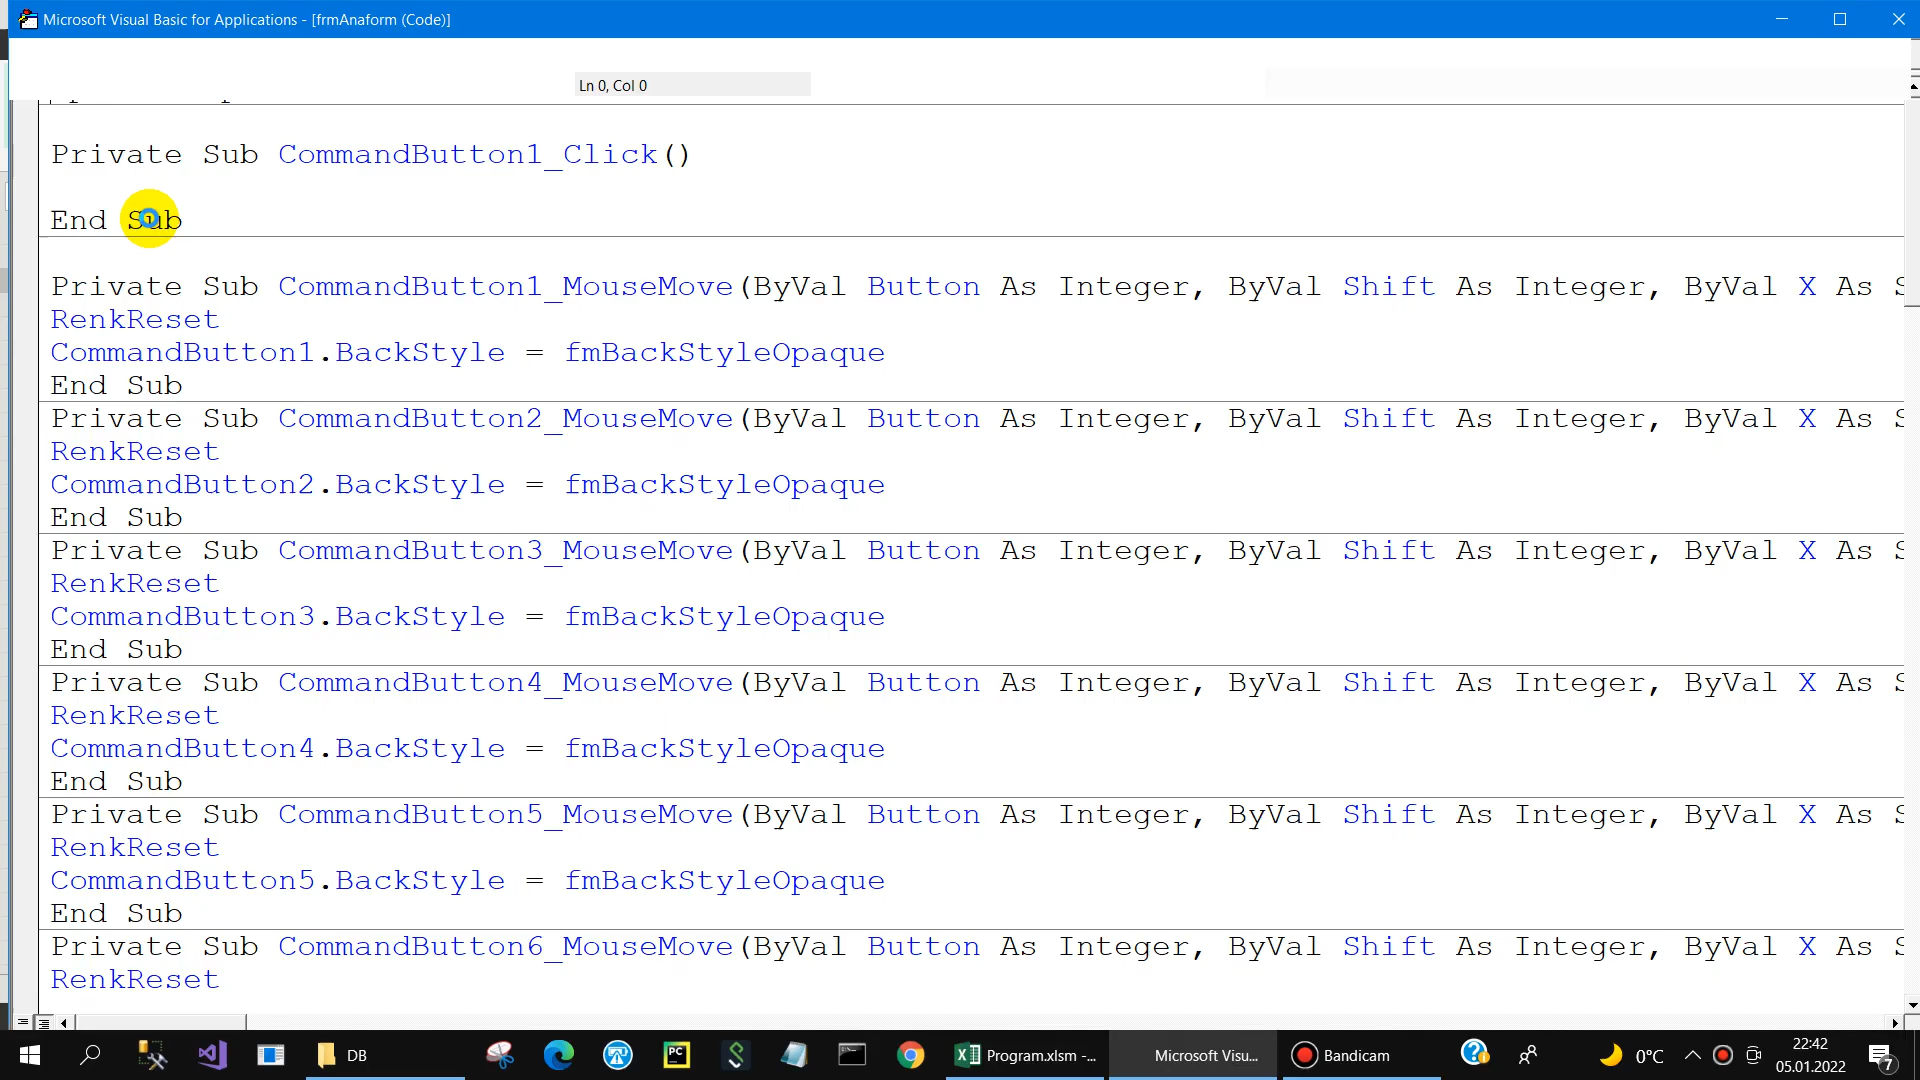 Microsoft Visual Basic for Applications - [frmAnaform (Code)]
Ln 0, Col 0
Private Sub CommandButton1_Click()
End Sub
Private Sub CommandButton1_MouseMove(ByVal Button As Integer, ByVal Shift As Integer, ByVal X As S
RenkReset
CommandButton1.BackStyle = fmBackStyleOpaque
End Sub
Private Sub CommandButton2_MouseMove(ByVal Button As Integer, ByVal Shift As Integer, ByVal X As S
RenkReset
CommandButton2.BackStyle = fmBackStyleOpaque
End Sub
Private Sub CommandButton3_MouseMove(ByVal Button As Integer, ByVal Shift As Integer, ByVal X As S
RenkReset
CommandButton3.BackStyle = fmBackStyleOpaque
End Sub
Private Sub CommandButton4_MouseMove(ByVal Button As Integer, ByVal Shift As Integer, ByVal X As S
RenkReset
CommandButton4.BackStyle = fmBackStyleOpaque
End Sub
Private Sub CommandButton5_MouseMove(ByVal Button As Integer, ByVal Shift As Integer, ByVal X As S
RenkReset
CommandButton5.BackStyle = fmBackStyleOpaque
End Sub
Private Sub CommandButton6_MouseMove(ByVal Button As Integer, ByVal Shift As Integer, ByVal X As S
RenkReset
DB
PC
Program.xlsm -...
Microsoft Visu...
Bandicam
0°C
22:42
05.01.2022
7